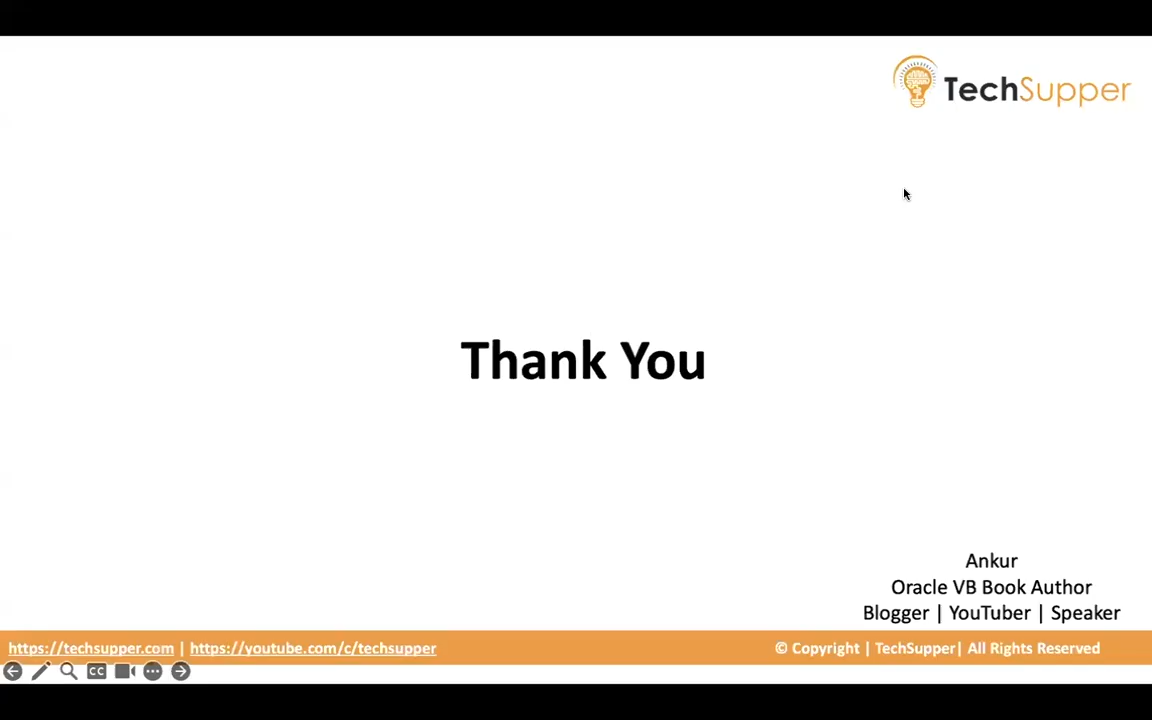 TechSupper
Thank You
Ankur
Oracle VB Book Author
Blogger | YouTuber | Speaker
https://techsupper.com | https://youtube.com/c/techsupper
© Copyright | TechSupper| All Rights Reserved
CC